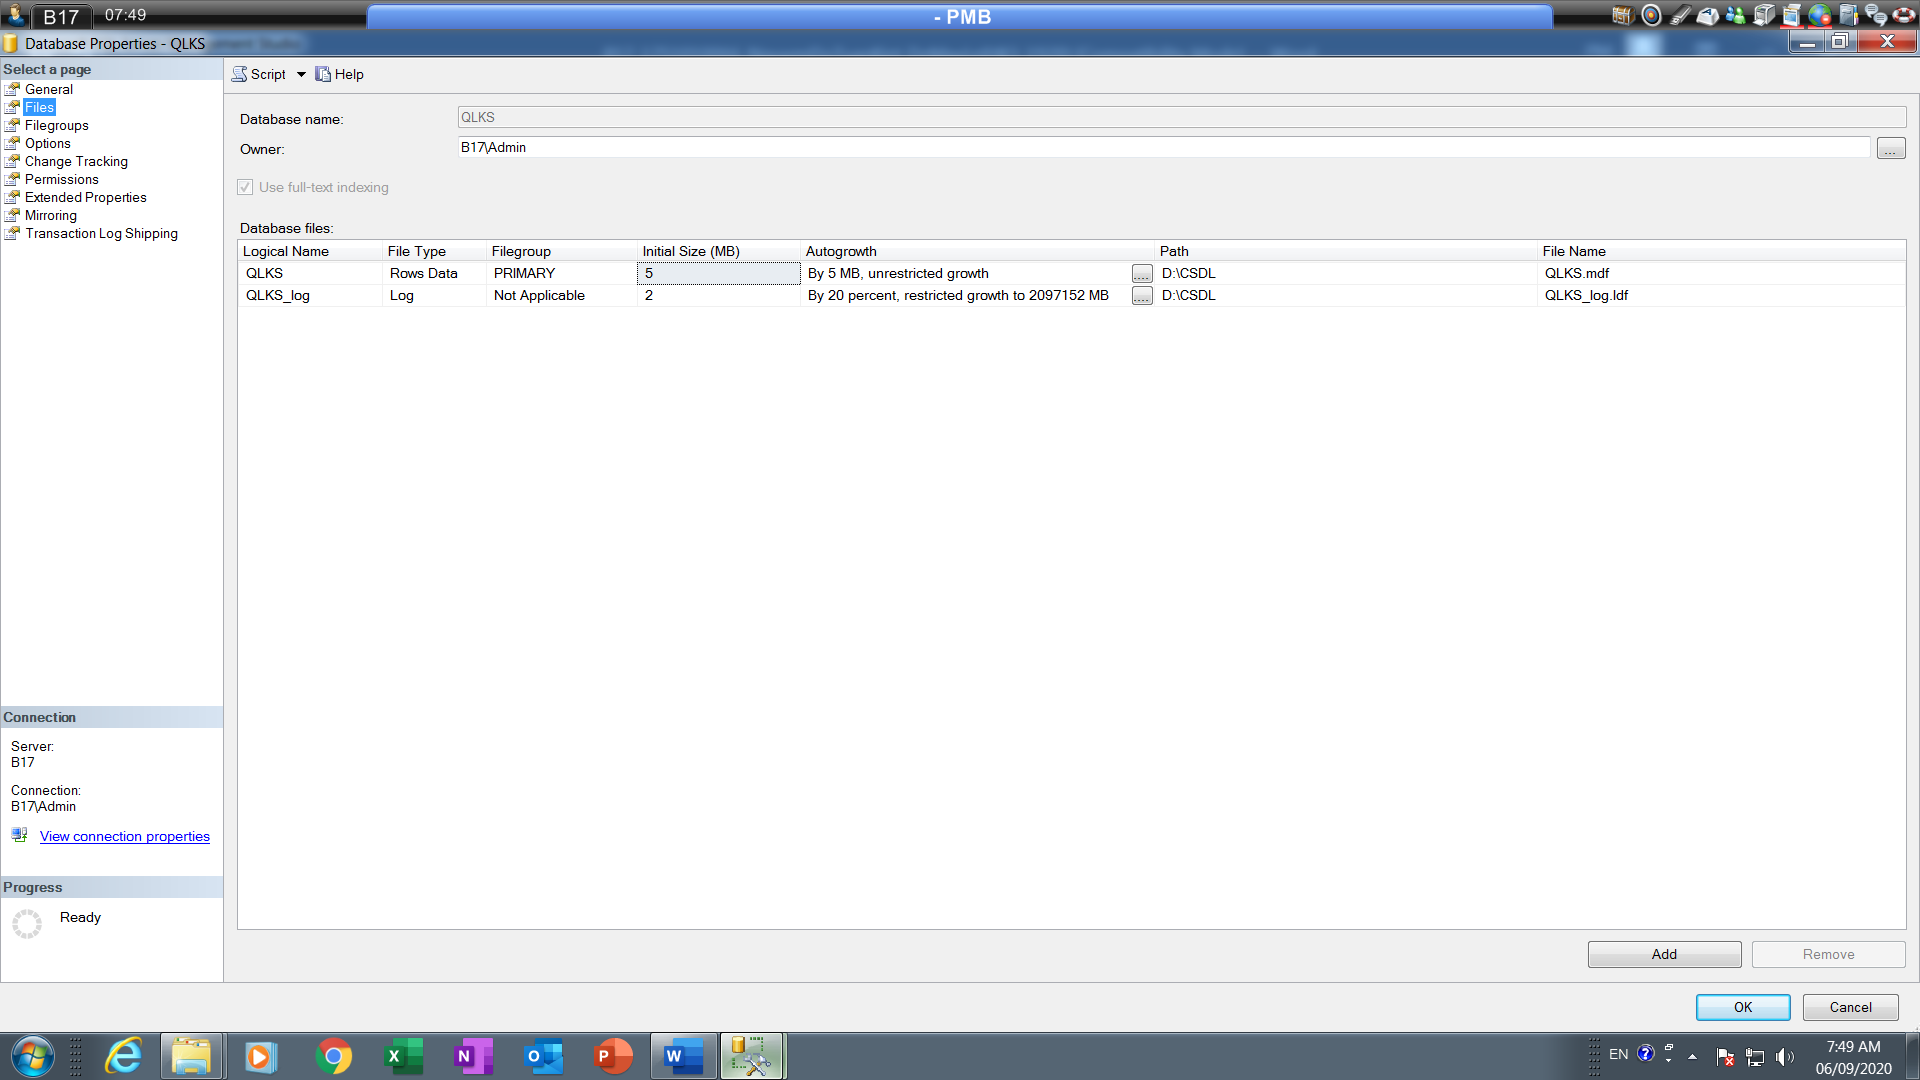 B17 07:49 - PMB
Database Properties - QLKS
Select a page
General
Files
Filegroups
Options
Change Tracking
Permissions
Extended Properties
Mirroring
Transaction Log Shipping
Script Help
Database name: QLKS
Owner: B17\Admin ...
Use full-text indexing
Database files:
Logical Name File Type Filegroup Initial Size (MB) Autogrowth Path File Name
QLKS Rows Data PRIMARY 5 By 5 MB, unrestricted growth ... D:\CSDL QLKS.mdf
QLKS_log Log Not Applicable 2 By 20 percent, restricted growth to 2097152 MB ... D:\CSDL QLKS_log.ldf
Connection
Server:
B17
Connection:
B17\Admin
View connection properties
Progress
Ready
Add Remove
OK Cancel
EN 7:49 AM
06/09/2020